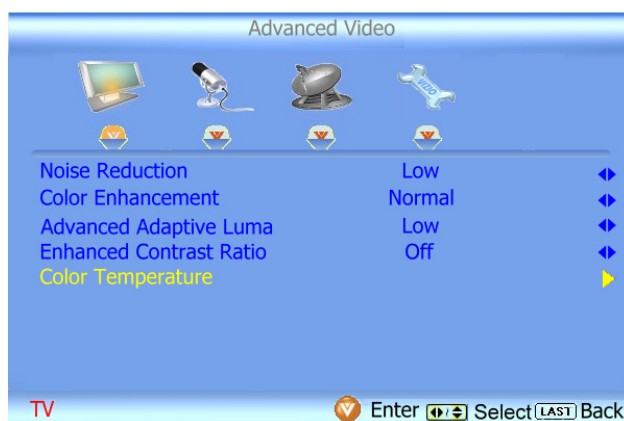 Advanced Video
VIZIO
Noise Reduction Low
Color Enhancement Normal
Advanced Adaptive Luma Low
Enhanced Contrast Ratio Off
Color Temperature
TV Enter Select LAST Back